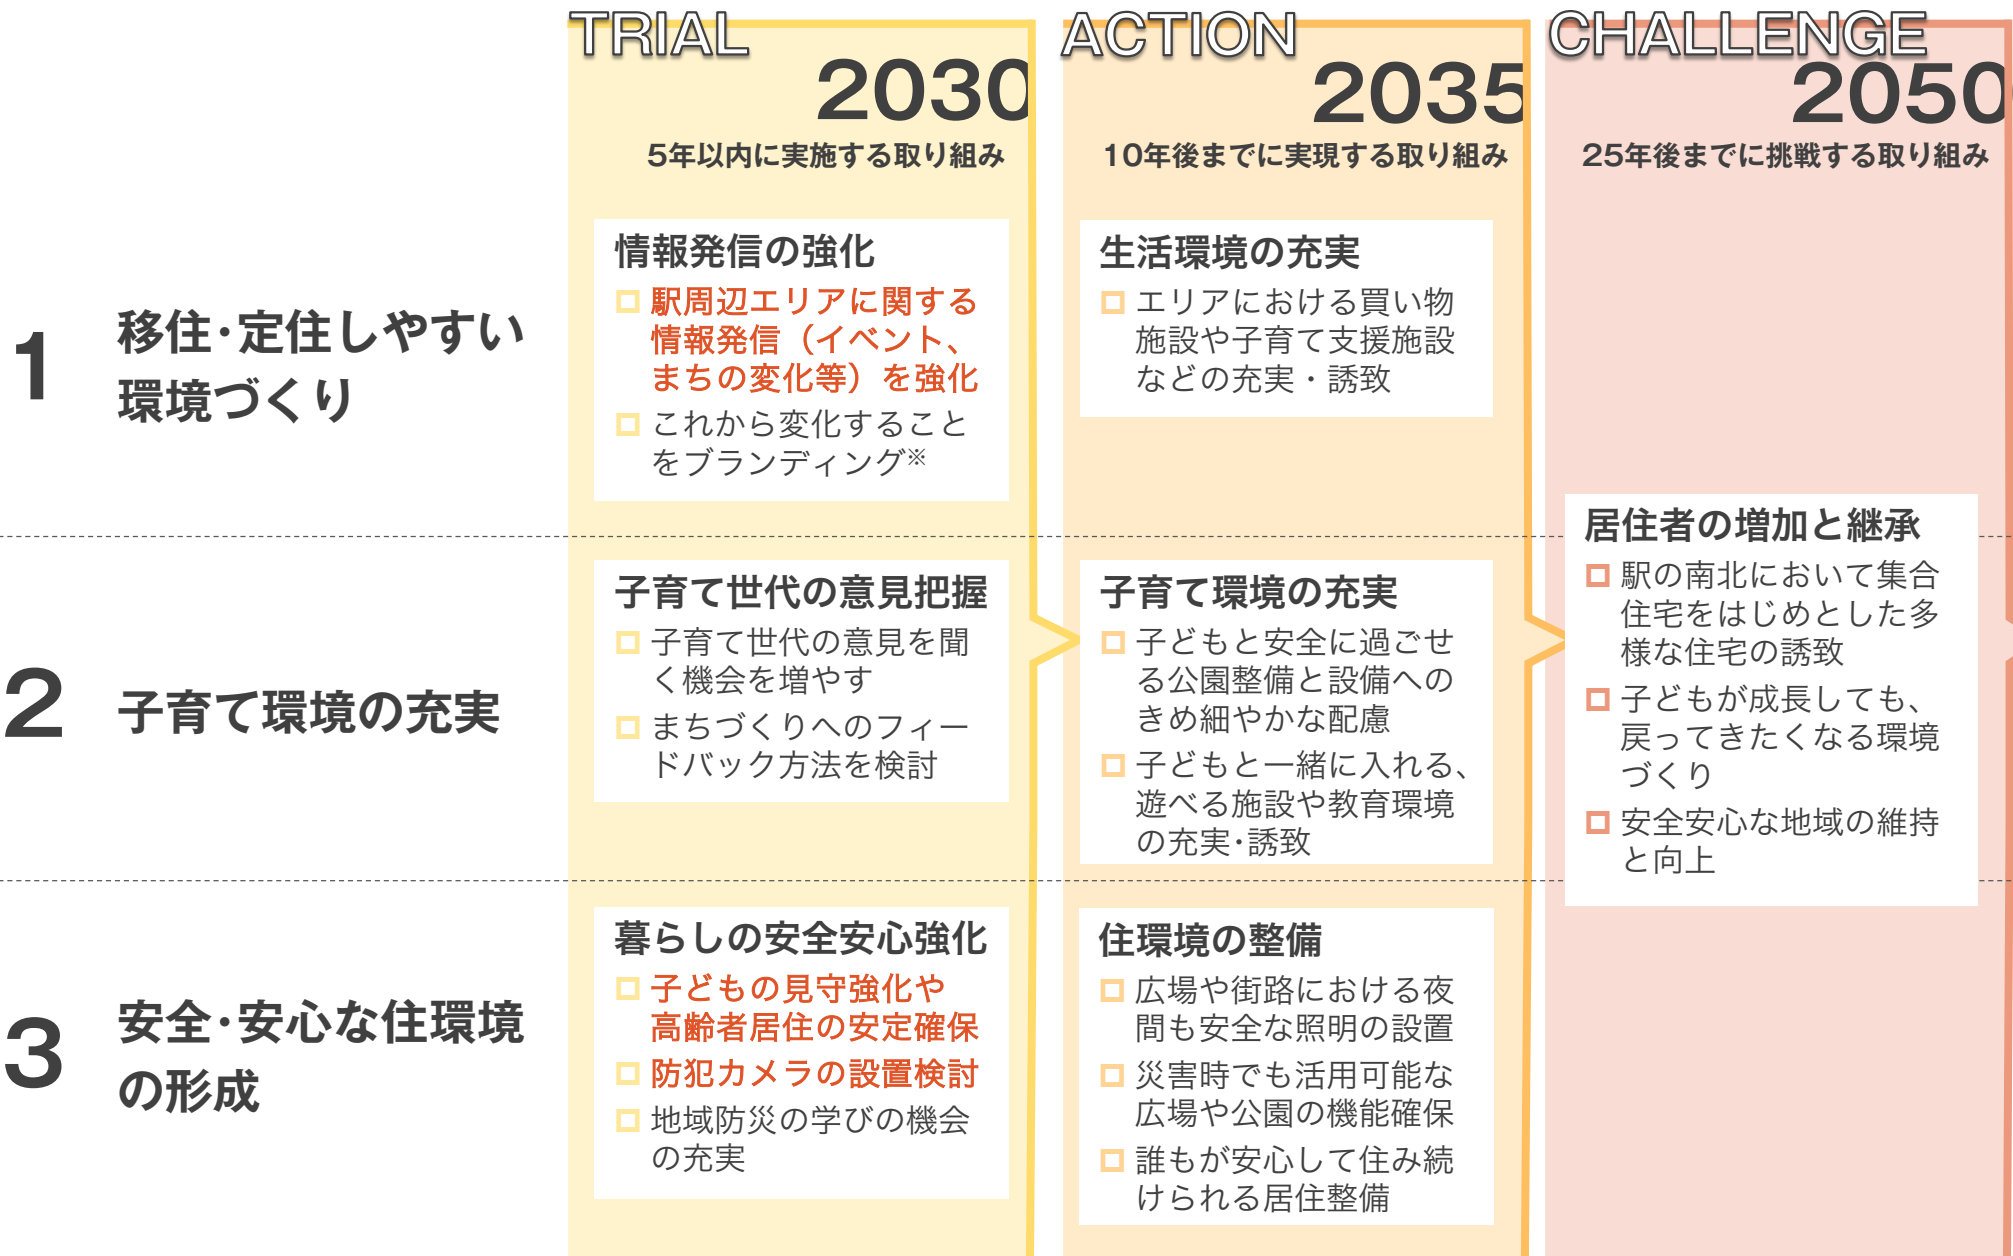 TRIAL
2030
5年以内に実施する取り組み
ACTION
2035
10年後までに実現する取り組み
CHALLENGE
2050
25年後までに挑戦する取り組み
1
移住･定住しやすい
環境づくり
情報発信の強化
駅周辺エリアに関する
情報発信（イベント、
まちの変化等）を強化
これから変化すること
をブランディング※
生活環境の充実
エリアにおける買い物
施設や子育て支援施設
などの充実・誘致
2
子育て環境の充実
子育て世代の意見把握
子育て世代の意見を聞
く機会を増やす
まちづくりへのフィー
ドバック方法を検討
子育て環境の充実
子どもと安全に過ごせ
る公園整備と設備への
きめ細やかな配慮
子どもと一緒に入れる、
遊べる施設や教育環境
の充実･誘致
居住者の増加と継承
駅の南北において集合
住宅をはじめとした多
様な住宅の誘致
子どもが成長しても、
戻ってきたくなる環境
づくり
安全安心な地域の維持
と向上
3
安全･安心な住環境
の形成
暮らしの安全安心強化
子どもの見守強化や
高齢者居住の安定確保
防犯カメラの設置検討
地域防災の学びの機会
の充実
住環境の整備
広場や街路における夜
間も安全な照明の設置
災害時でも活用可能な
広場や公園の機能確保
誰もが安心して住み続
けられる居住整備